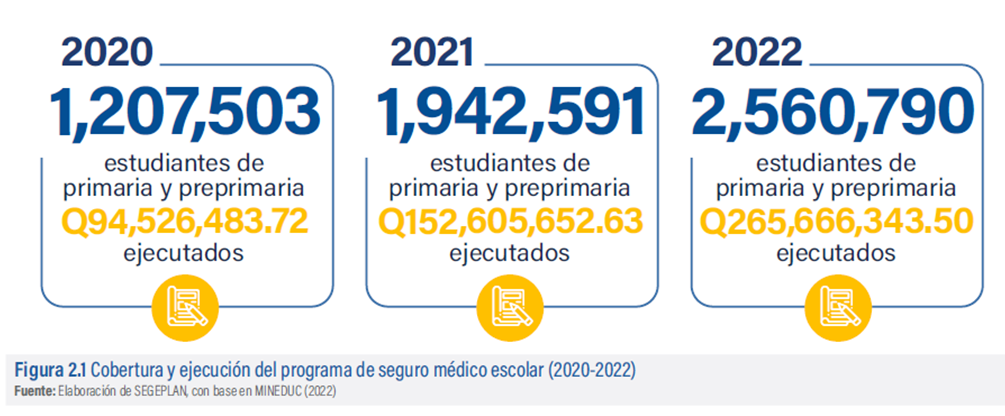 2020
1,207,503
estudiantes de
primaria y preprimaria
Q94,526,483.72
ejecutados
2021
1,942,591
estudiantes de
primaria y preprimaria
Q152,605,652.63
ejecutados
2022
2,560,790
estudiantes de
primaria y preprimaria
Q265,666,343.50
ejecutados
Figura 2.1 Cobertura y ejecución del programa de seguro médico escolar (2020-2022)
Fuente: Elaboración de SEGEPLAN, con base en MINEDUC (2022)